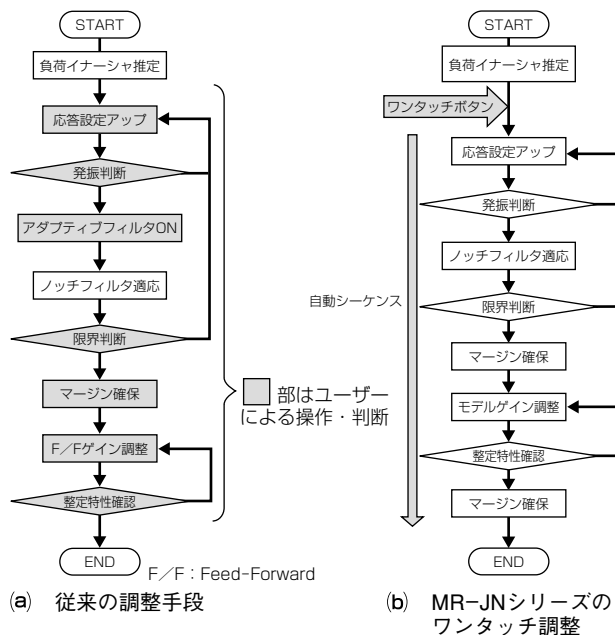 START
負荷イナーシャ推定
応答設定アップ
発振判断
アダプティブフィルタON
ノッチフィルタ適応
限界判断
マージン確保
F／Fゲイン調整
整定特性確認
END
F／F：Feed-Forward
部はユーザー
による操作・判断
(a) 従来の調整手段
START
負荷イナーシャ推定
ワンタッチボタン
応答設定アップ
発振判断
ノッチフィルタ適応
自動シーケンス
限界判断
マージン確保
モデルゲイン調整
整定特性確認
マージン確保
END
(b) MR-JNシリーズの
ワンタッチ調整